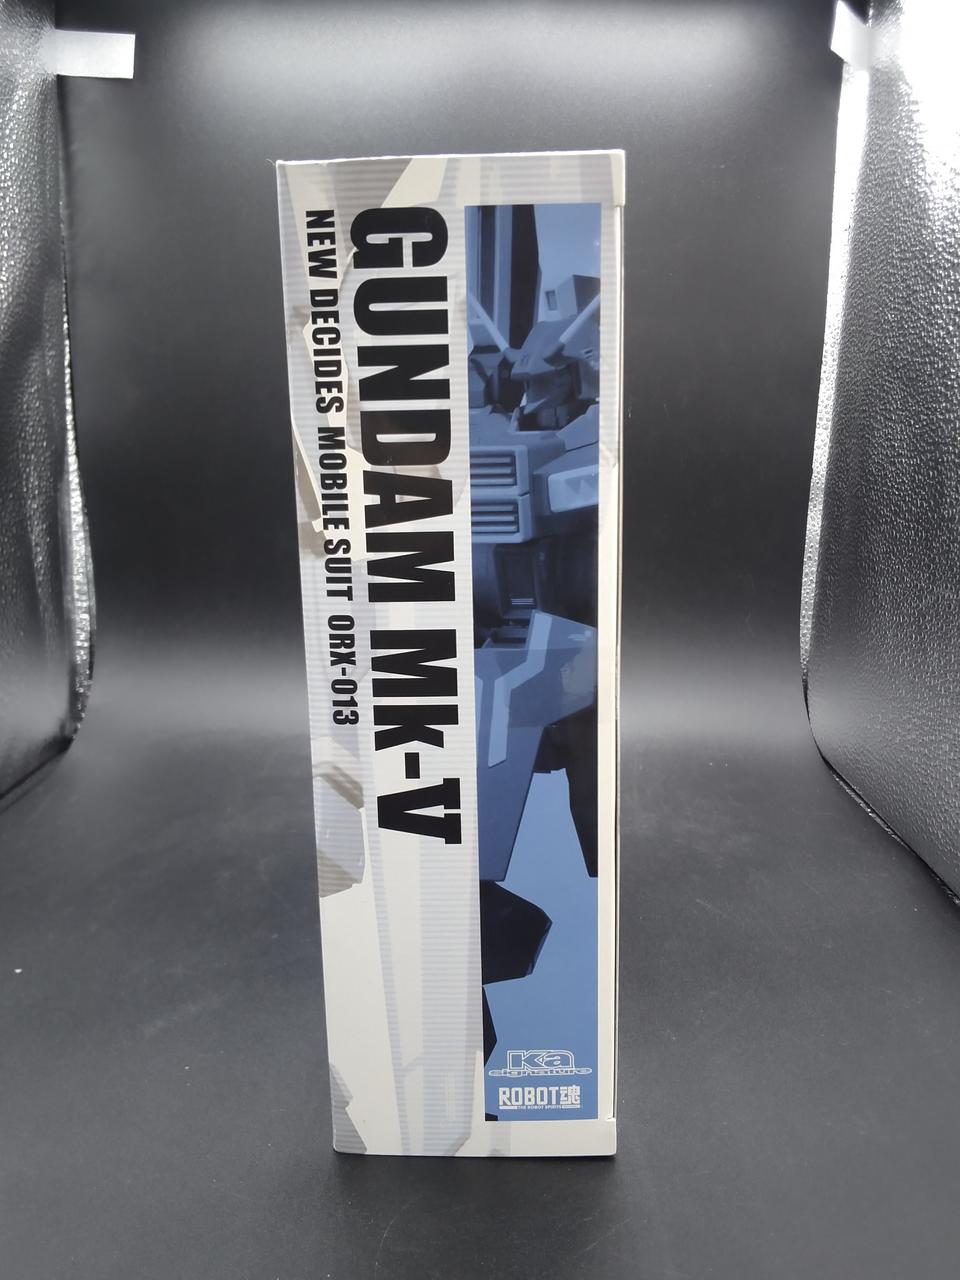 GUNDAM MK-V
NEW DECIDES MOBILE SUIT ORX-013
Ka
signature
ROBOT魂
THE ROBOT SPIRITS